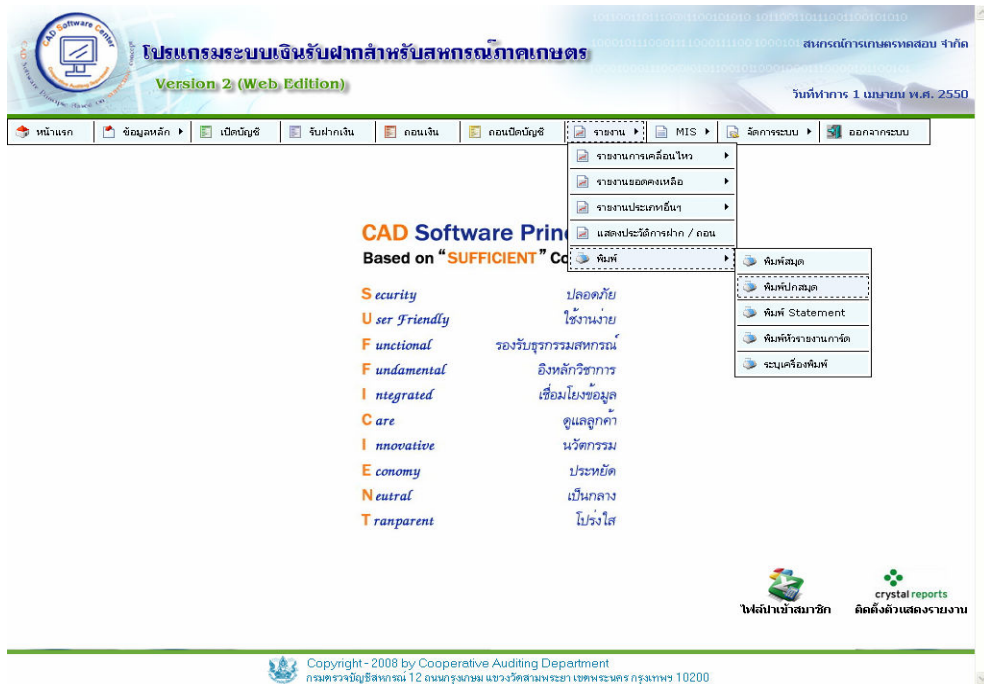 โปรแกรมระบบเงินรับฝากสำหรับสหกรณ์ภาคเกษตร
Version 2 (Web Edition)
สหกรณ์การเกษตรทดสอบ จำกัด
วันที่ทำการ 1 เมษายน พ.ศ. 2550
หน้าแรก ข้อมูลหลัก เปิดบัญชี รับฝากเงิน ถอนเงิน ถอนปิดบัญชี รายงาน MIS จัดการระบบ ออกจากระบบ
รายงานการเคลื่อนไหว
รายงานยอดคงเหลือ
รายงานประเภทอื่นๆ
แสดงประวัติการฝาก / ถอน
พิมพ์
พิมพ์สมุด
พิมพ์ปกสมุด
พิมพ์ Statement
พิมพ์หัวรายงานการ์ด
ระบุเครื่องพิมพ์
CAD Software Prin
Based on "SUFFICIENT" Co
S ecurity ปลอดภัย
U ser Friendly ใช้งานง่าย
F unctional รองรับธุรกรรมสหกรณ์
F undamental อิงหลักวิชาการ
I ntegrated เชื่อมโยงข้อมูล
C are ดูแลลูกค้า
I nnovative นวัตกรรม
E conomy ประหยัด
N eutral เป็นกลาง
T ranparent โปร่งใส
ไฟล์นำเข้าสมาชิก
crystal reports
ติดตั้งตัวแสดงรายงาน
Copyright - 2008 by Cooperative Auditing Department
กรมตรวจบัญชีสหกรณ์ 12 ถนนกรุงเกษม แขวงวัดสามพระยา เขตพระนคร กรุงเทพฯ 10200